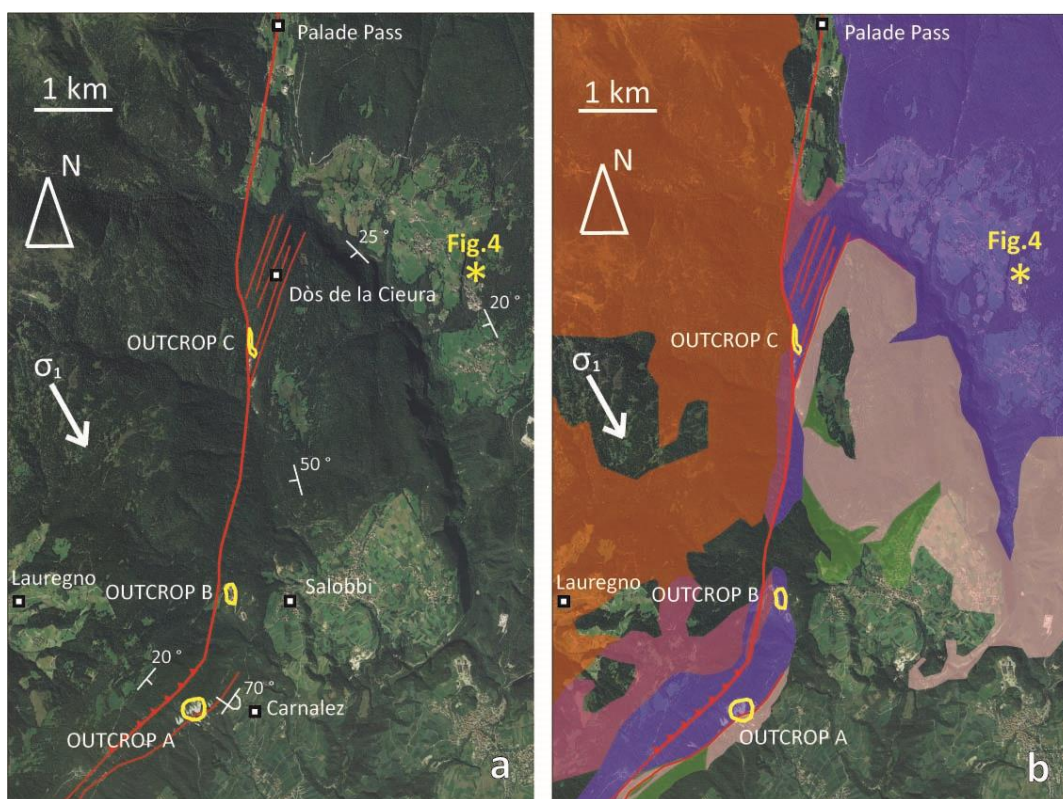 Palade Pass
1 km
N
25 °
Fig.4
*
20 °
Dòs de la Cieura
OUTCROP C
σ₁
50 °
Lauregno
OUTCROP B
Salobbi
20 °
70 °
Carnalez
OUTCROP A
a
Palade Pass
1 km
N
Fig.4
*
OUTCROP C
σ₁
Lauregno
OUTCROP B
OUTCROP A
b